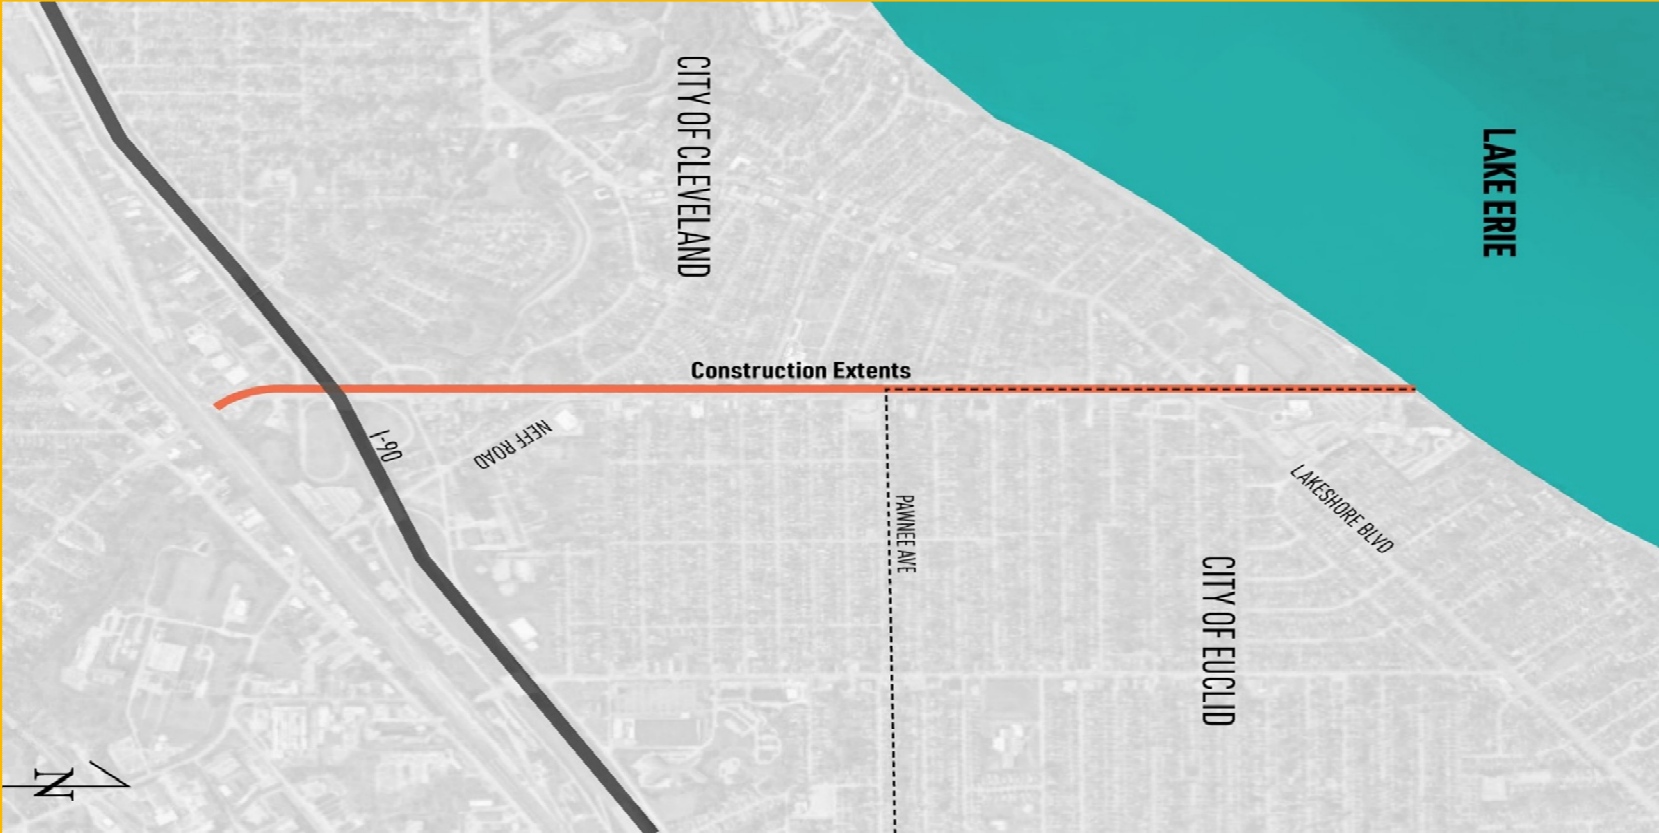 CITY OF CLEVELAND
LAKE ERIE
Construction Extents
I-90
NEFF ROAD
PAWNEE AVE
LAKESHORE BLVD
CITY OF EUCLID
N